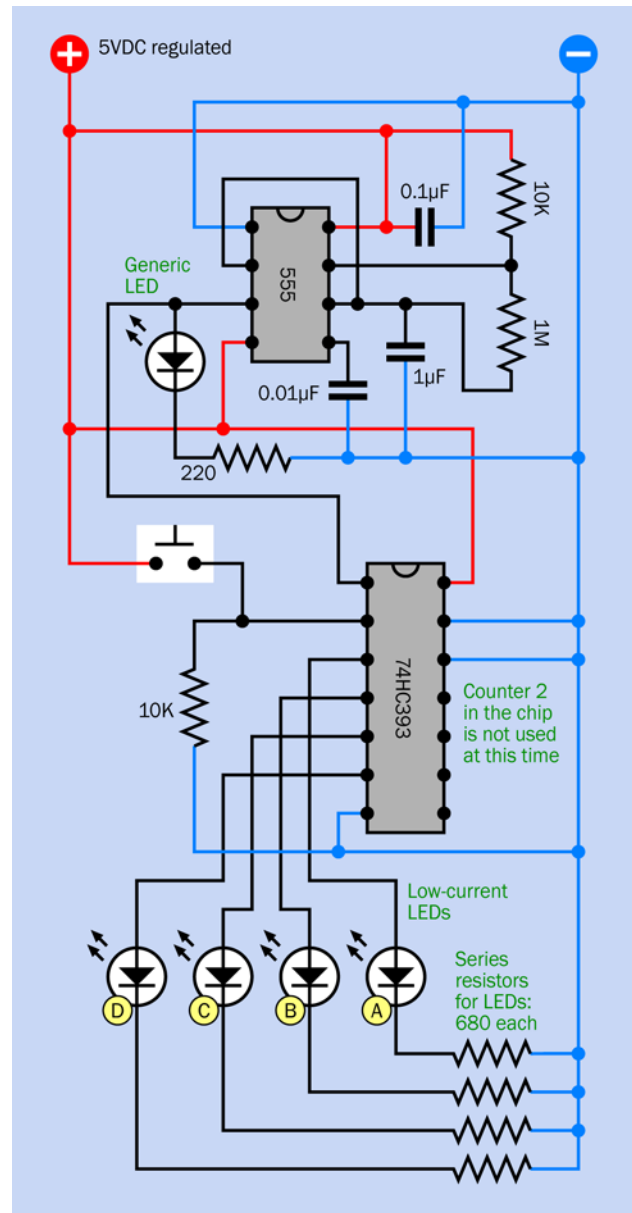 5VDC regulated
0.1µF
10K
Generic
LED
555
1M
0.01µF
1µF
220
74HC393
10K
Counter 2
in the chip
is not used
at this time
Low-current
LEDs
Series
resistors
for LEDs:
680 each
D
C
B
A